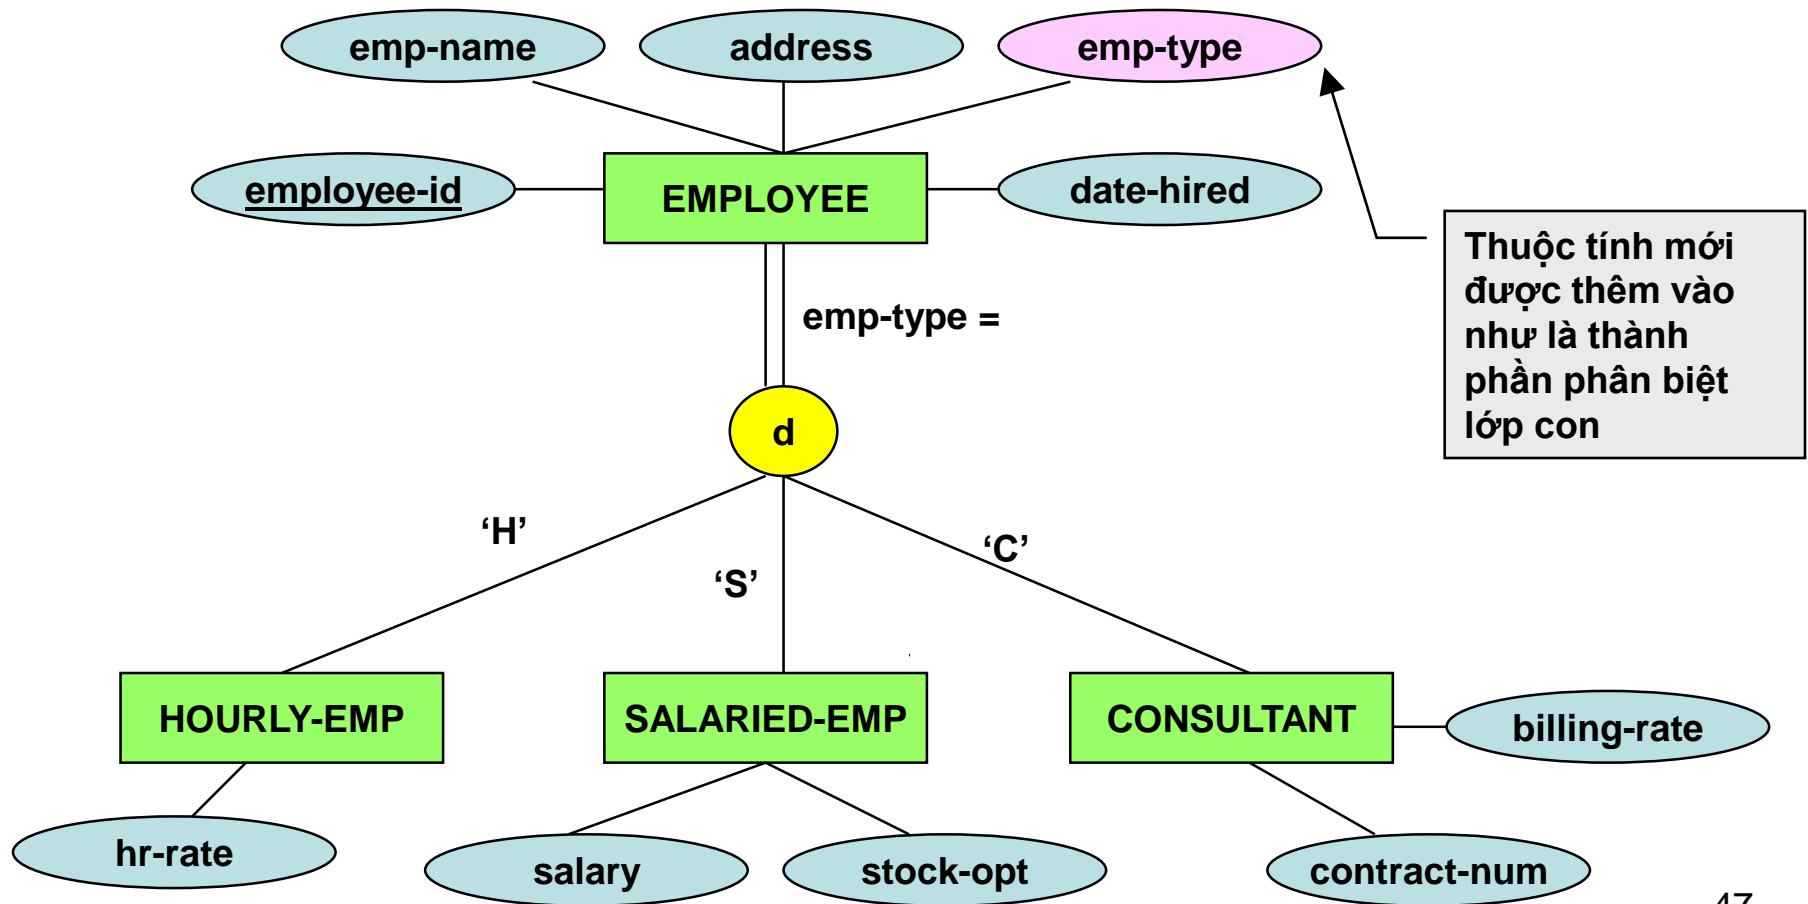 emp-name
address
emp-type
employee-id
EMPLOYEE
date-hired
Thuộc tính mới
được thêm vào
như là thành
phần phân biệt
lớp con
emp-type =
d
‘H’
‘S’
‘C’
HOURLY-EMP
SALARIED-EMP
CONSULTANT
billing-rate
hr-rate
salary
stock-opt
contract-num
47